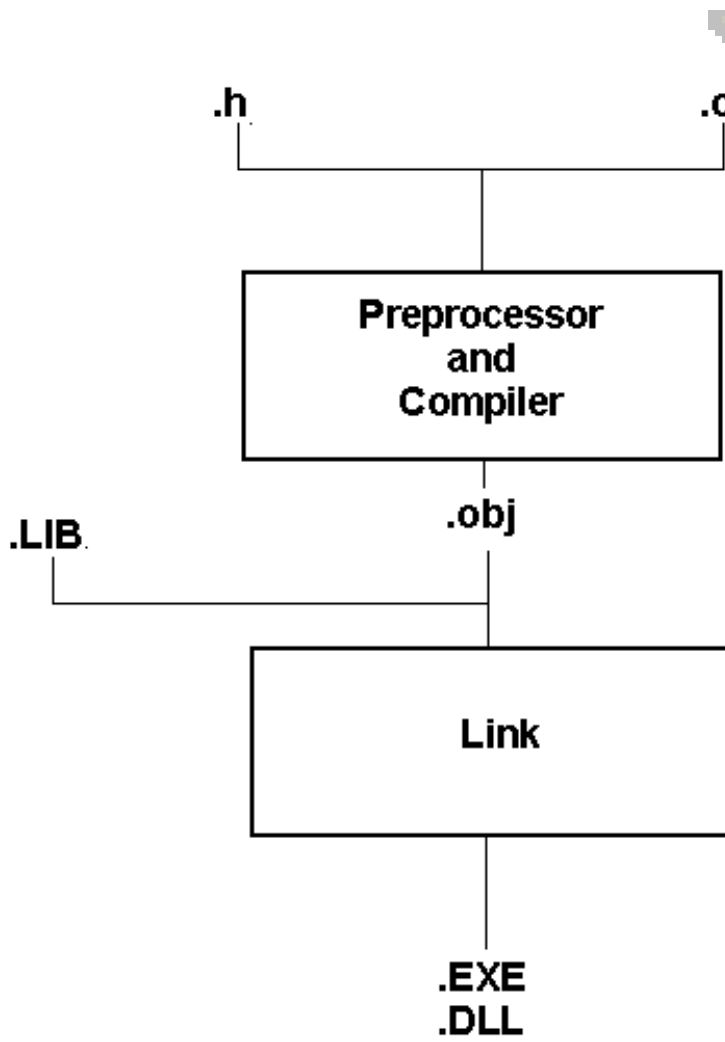 .h
Preprocessor
and
Compiler
.obj
.LIB
Link
.EXE
.DLL